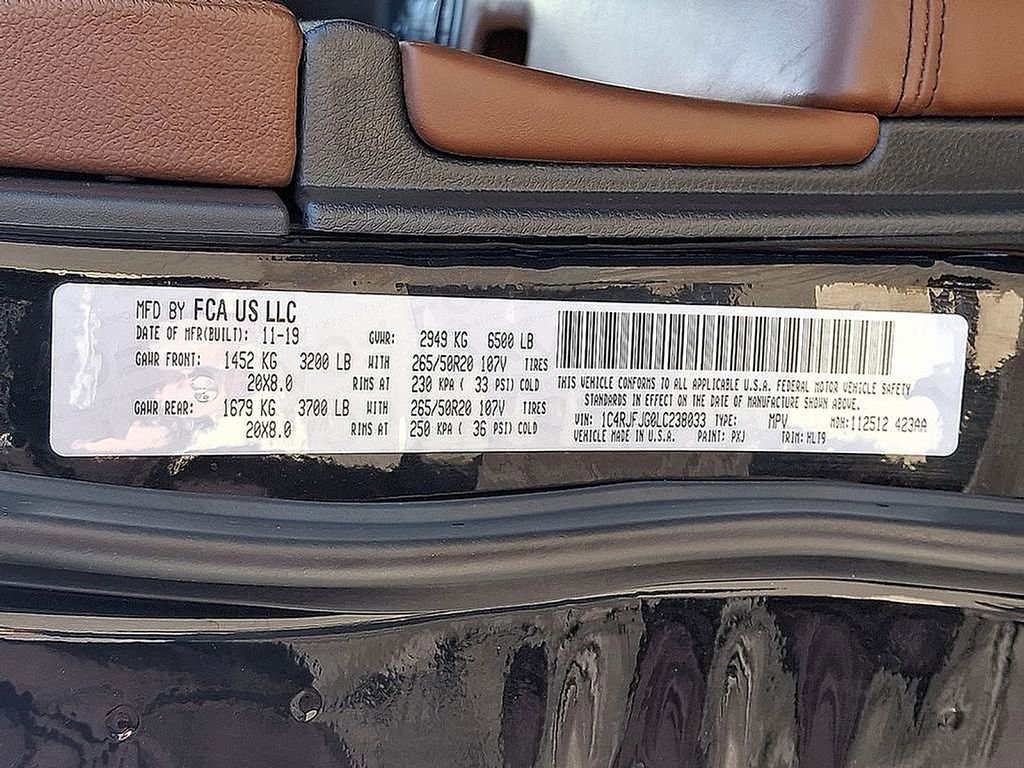 MFD BY FCA US LLC
DATE OF MFR(BUILT): 11-19 GVWR: 2949 KG 6500 LB
GAWR FRONT: 1452 KG 3200 LB WITH 265/50R20 107V TIRES
20X8.0 RIMS AT 230 KPA ( 33 PSI) COLD
GAWR REAR: 1679 KG 3700 LB WITH 265/50R20 107V TIRES
20X8.0 RIMS AT 250 KPA ( 36 PSI) COLD
THIS VEHICLE CONFORMS TO ALL APPLICABLE U.S.A. FEDERAL MOTOR VEHICLE SAFETY
STANDARDS IN EFFECT ON THE DATE OF MANUFACTURE SHOWN ABOVE.
VIN: 1C4RJFJG0LC238033 TYPE: MPV MDH: 112512 423AA
VEHICLE MADE IN U.S.A. PAINT: PXJ TRIM: HLT9